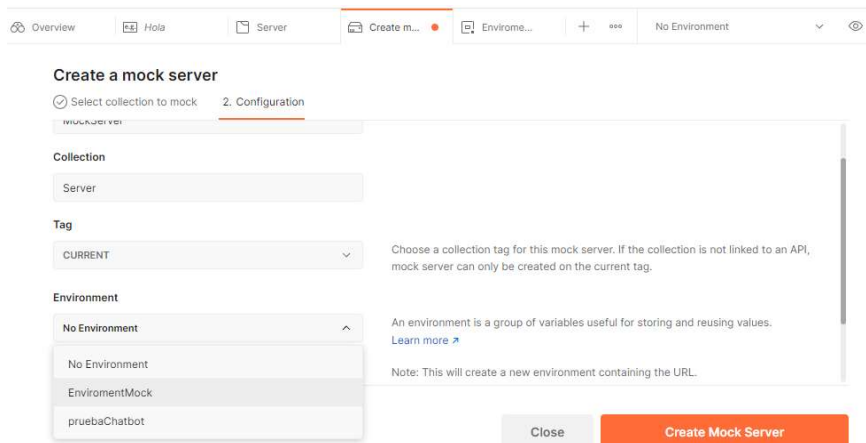 Overview Hola Server Create m... Envirome... No Environment
Create a mock server
Select collection to mock 2. Configuration
MockServer
Collection
Server
Tag
CURRENT
Choose a collection tag for this mock server. If the collection is not linked to an API,
mock server can only be created on the current tag.
Environment
No Environment
An environment is a group of variables useful for storing and reusing values.
Learn more ↗
No Environment
Note: This will create a new environment containing the URL.
EnviromentMock
pruebaChatbot
Close Create Mock Server